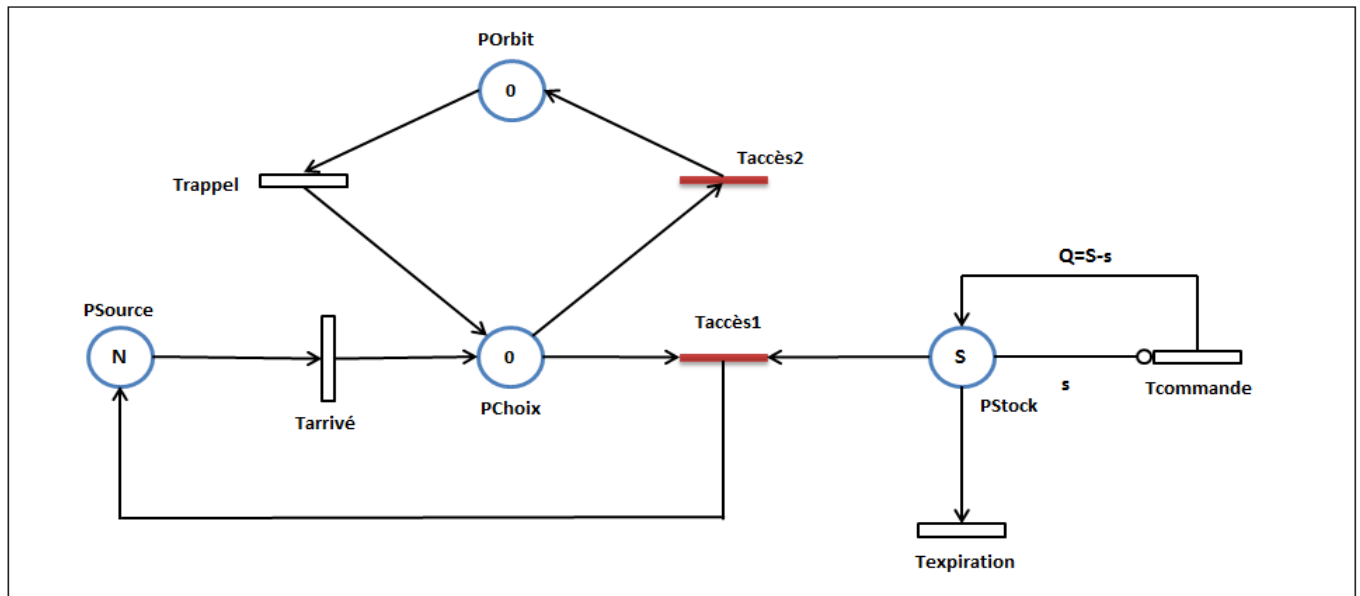 POrbit
0
Taccès2
Trappel
Q=S-s
PSource
Taccès1
N
0
S
s
Tcommande
PStock
PChoix
Tarrivé
Texpiration